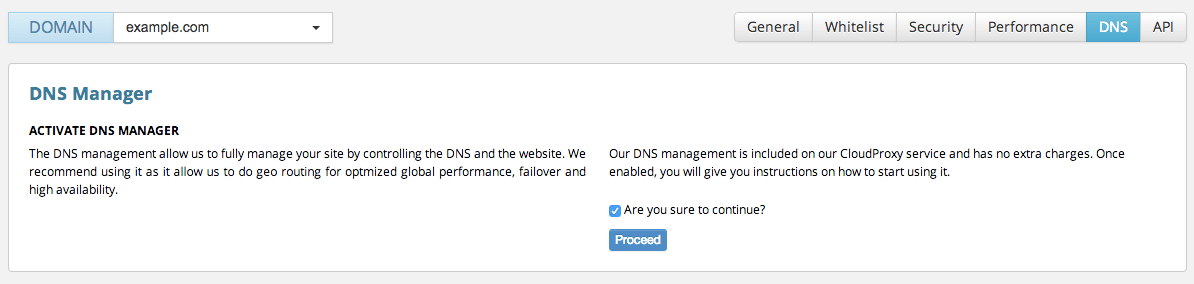 DOMAIN example.com General Whitelist Security Performance DNS API
DNS Manager
ACTIVATE DNS MANAGER
The DNS management allow us to fully manage your site by controlling the DNS and the website. We
recommend using it as it allow us to do geo routing for optmized global performance, failover and
high availability.
Our DNS management is included on our CloudProxy service and has no extra charges. Once
enabled, you will give you instructions on how to start using it.
Are you sure to continue?
Proceed